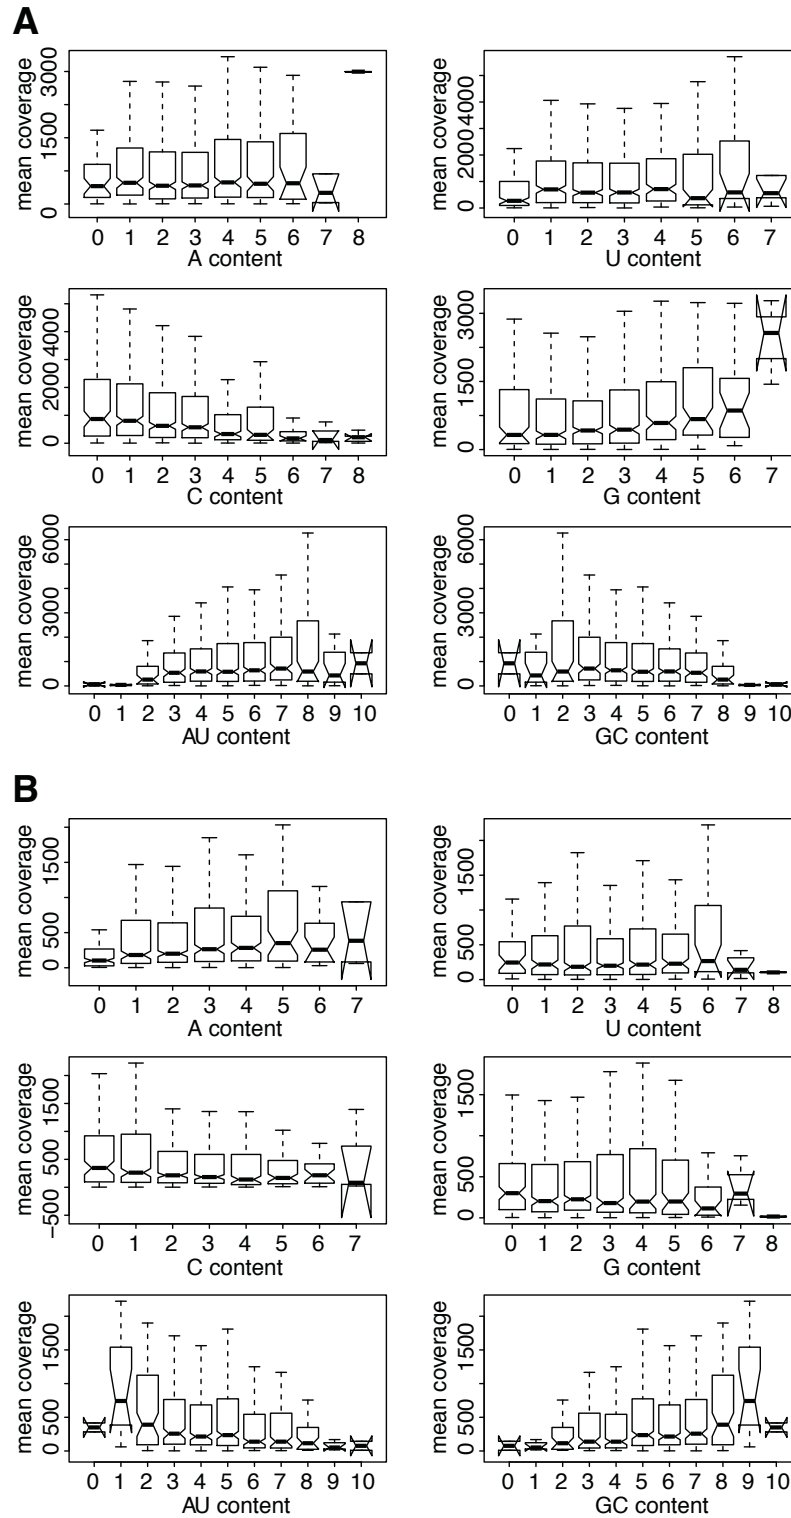 A
mean coverage
0 1500 3000
0 1 2 3 4 5 6 7 8
A content
mean coverage
0 2000 4000
0 1 2 3 4 5 6 7
U content
mean coverage
0 2000 4000
0 1 2 3 4 5 6 7 8
C content
mean coverage
0 1500 3000
0 1 2 3 4 5 6 7
G content
mean coverage
0 3000 6000
0 1 2 3 4 5 6 7 8 9 10
AU content
mean coverage
0 3000 6000
0 1 2 3 4 5 6 7 8 9 10
GC content
B
mean coverage
0 500 1500
0 1 2 3 4 5 6 7
A content
mean coverage
0 500 1500
0 1 2 3 4 5 6 7 8
U content
mean coverage
−500 500 1500
0 1 2 3 4 5 6 7
C content
mean coverage
0 500 1500
0 1 2 3 4 5 6 7 8
G content
mean coverage
0 500 1500
0 1 2 3 4 5 6 7 8 9 10
AU content
mean coverage
0 500 1500
0 1 2 3 4 5 6 7 8 9 10
GC content